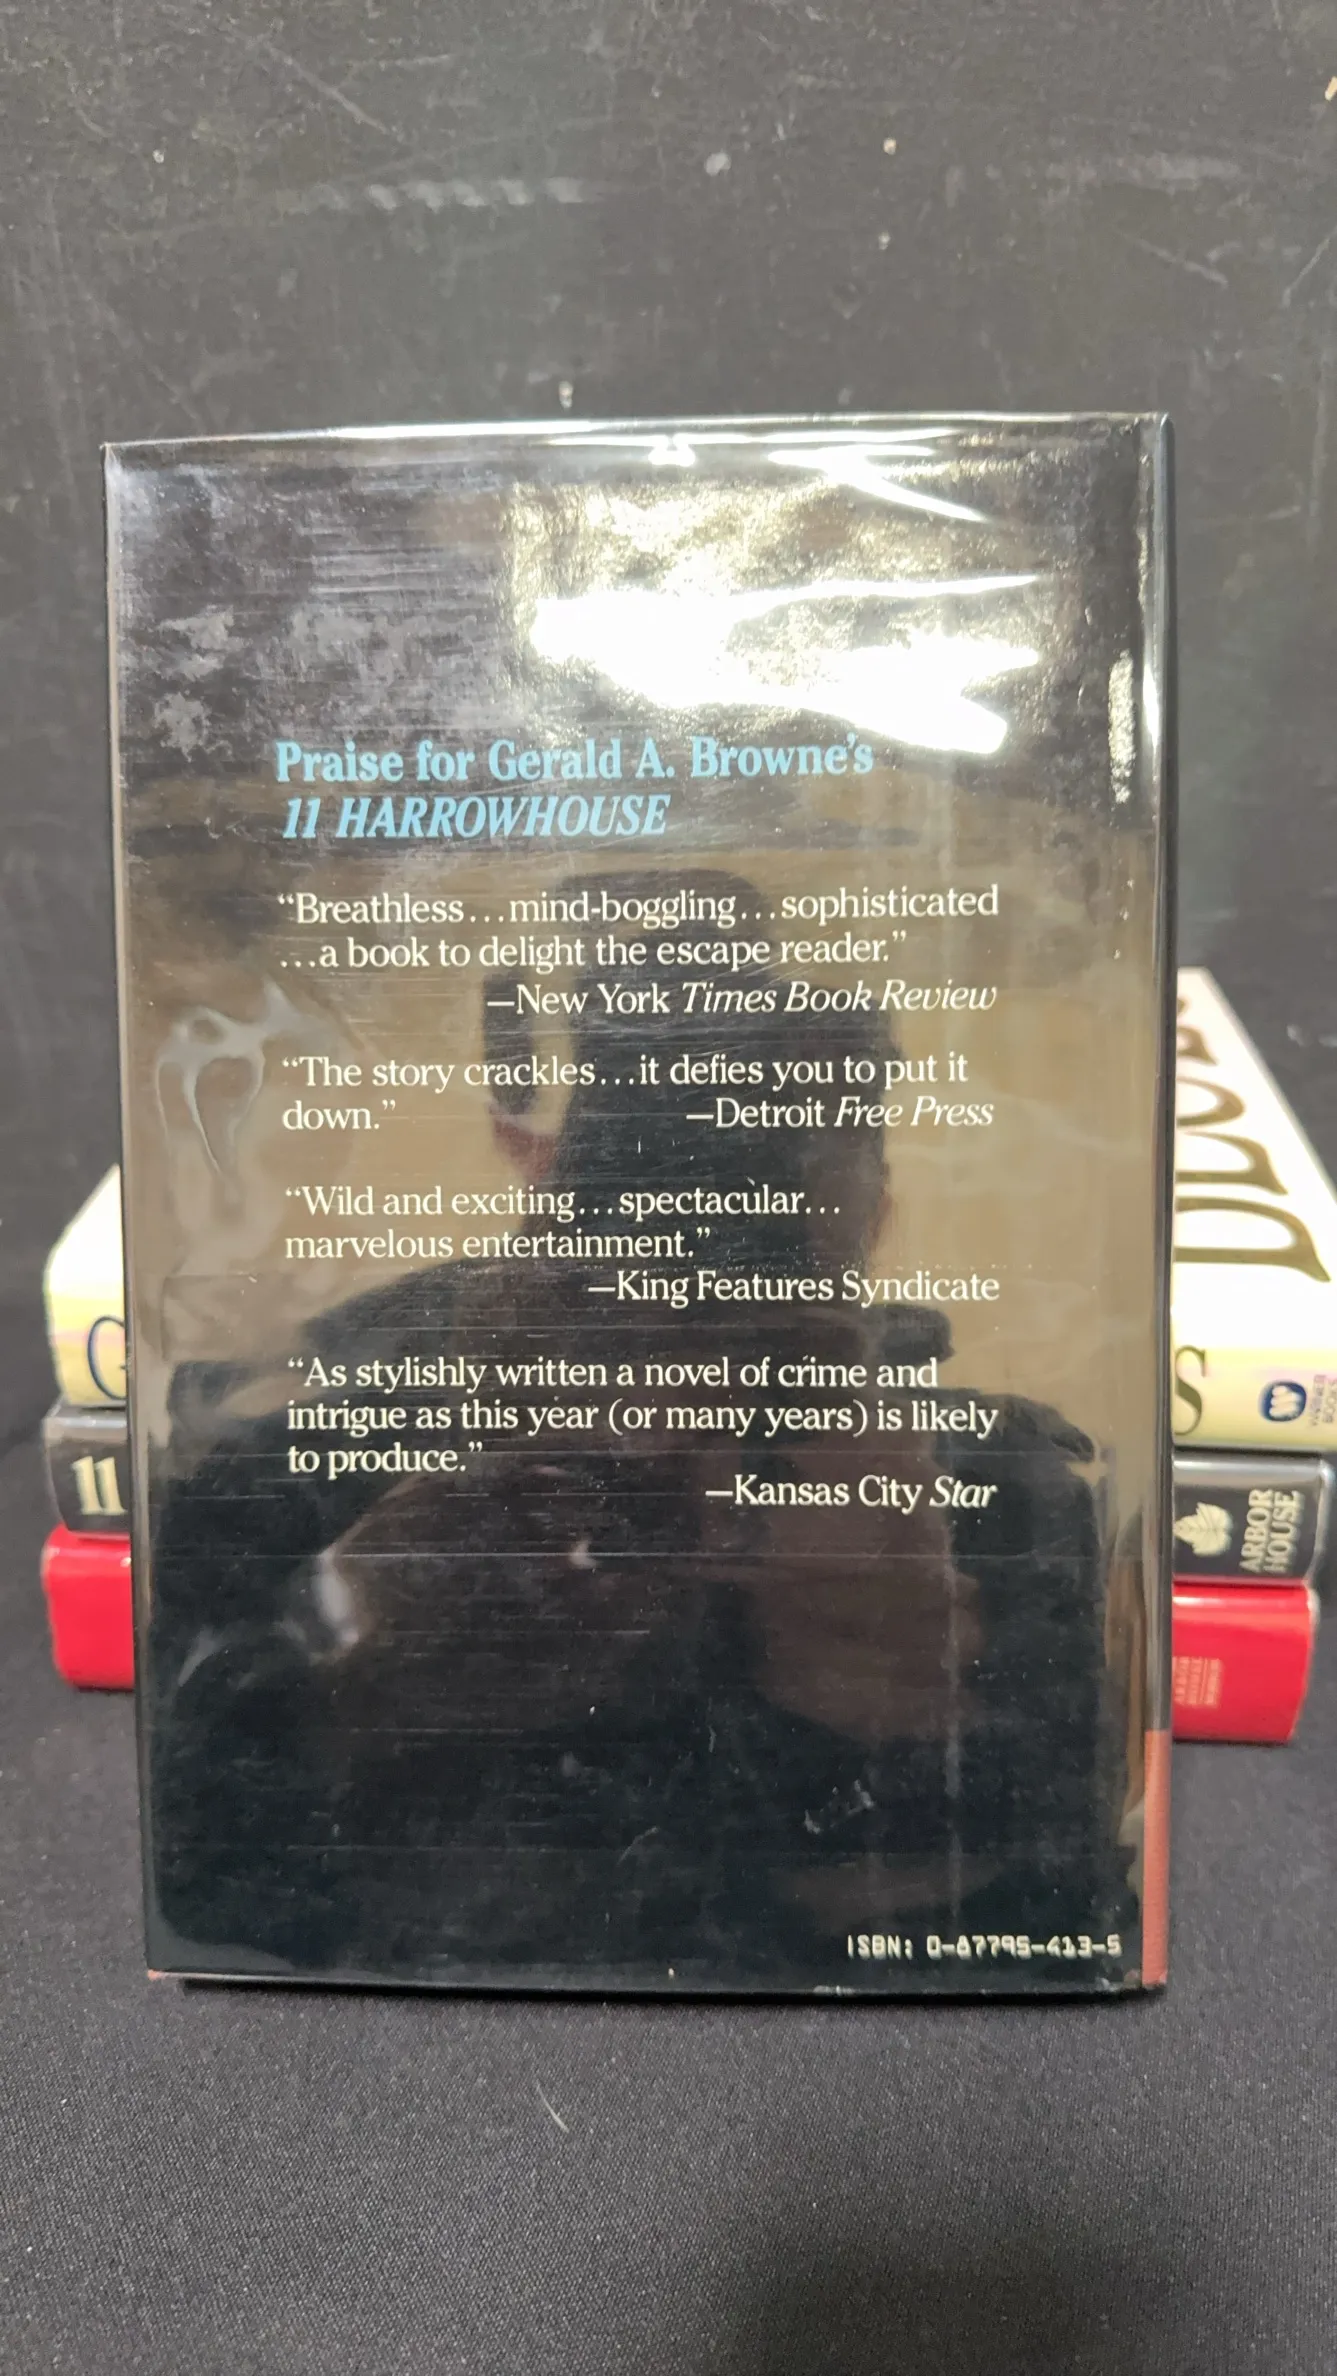 Praise for Gerald A. Browne's
11 HARROWHOUSE
“Breathless...mind-boggling...sophisticated
...a book to delight the escape reader.”
—New York Times Book Review
“The story crackles...it defies you to put it
down.” —Detroit Free Press
“Wild and exciting...spectacular...
marvelous entertainment.”
—King Features Syndicate
“As stylishly written a novel of crime and
intrigue as this year (or many years) is likely
to produce.”
—Kansas City Star
ISBN: 0-87795-413-5
G
11
S
ARBOR
HOUSE